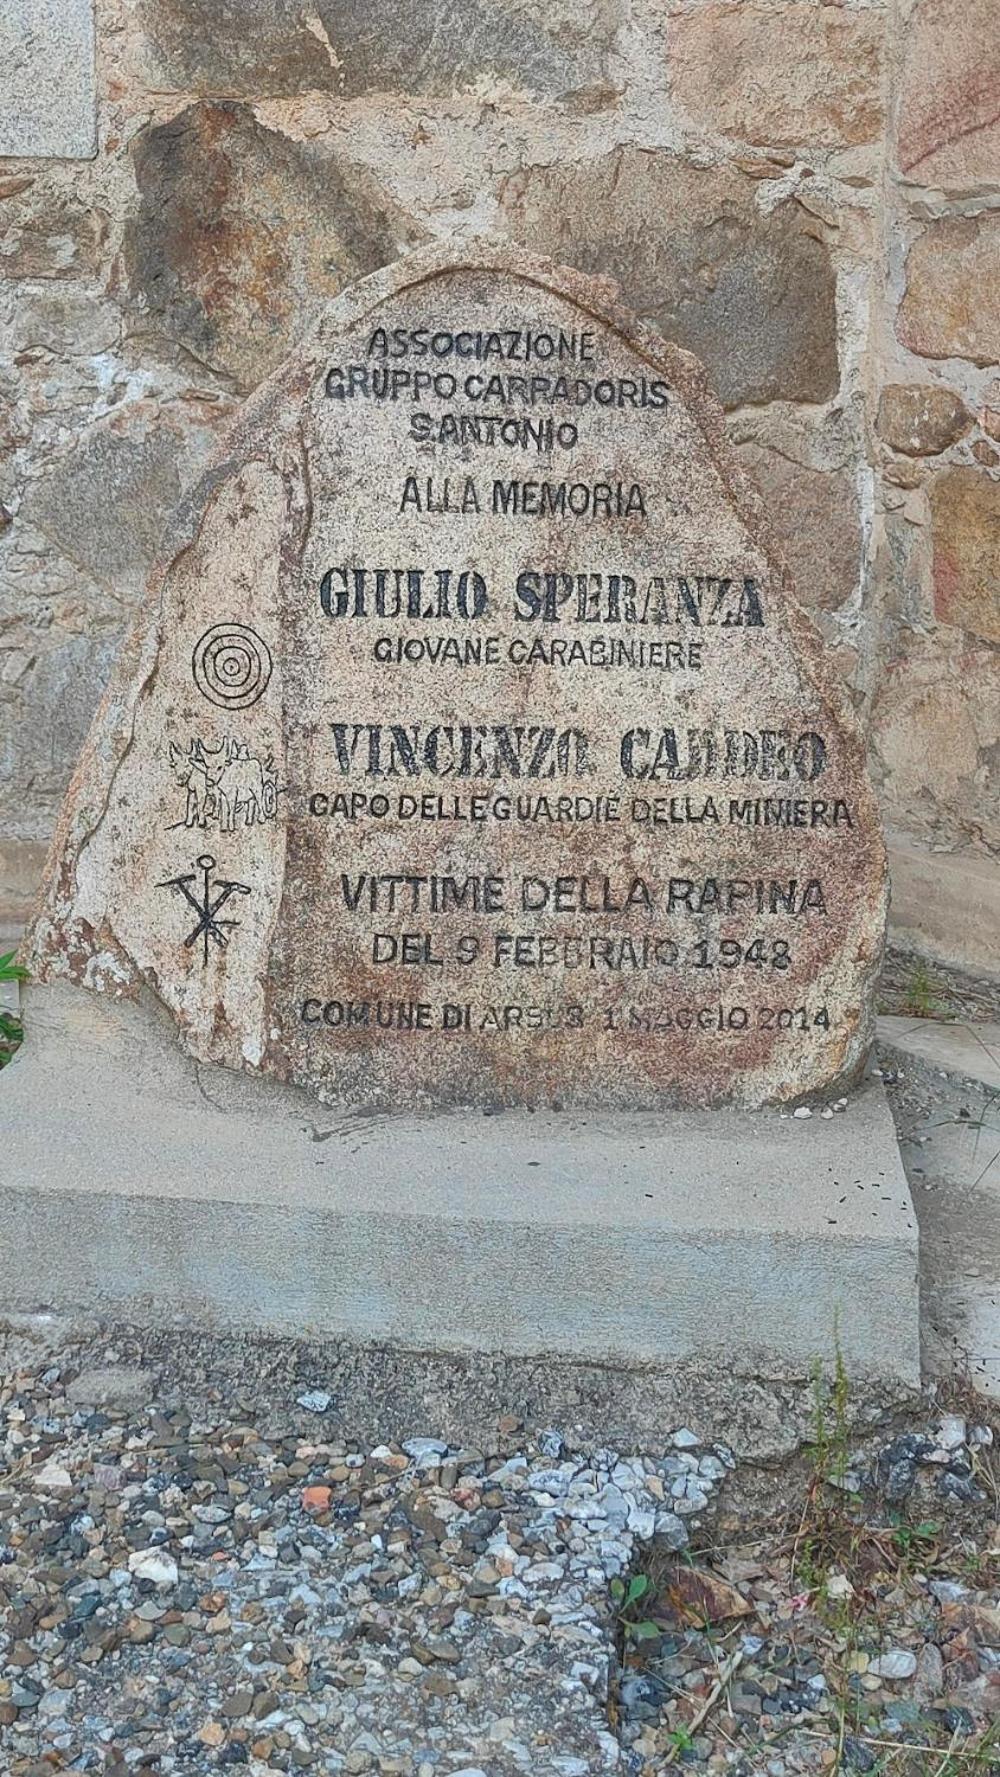 ASSOCIAZIONE
GRUPPO CARRADORIS
S.ANTONIO
ALLA MEMORIA
GIULIO SPERANZA
GIOVANE CARABINIERE
VINCENZO
CAPO DELLE GUARDIE DELLA MINIERA
VITTIME DELLA RAPINA
DEL 9 FEBBRAIO 1948
COMUNE DI ARBUS 1 MAGGIO 2014